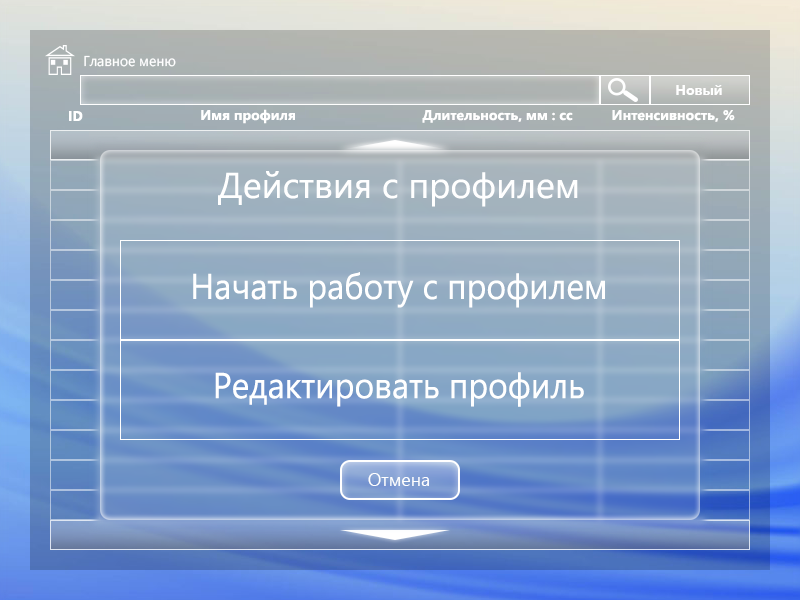 Главное меню
Новый
ID Имя профиля Длительность, мм : сс Интенсивность, %
Действия с профилем
Начать работу с профилем
Редактировать профиль
Отмена